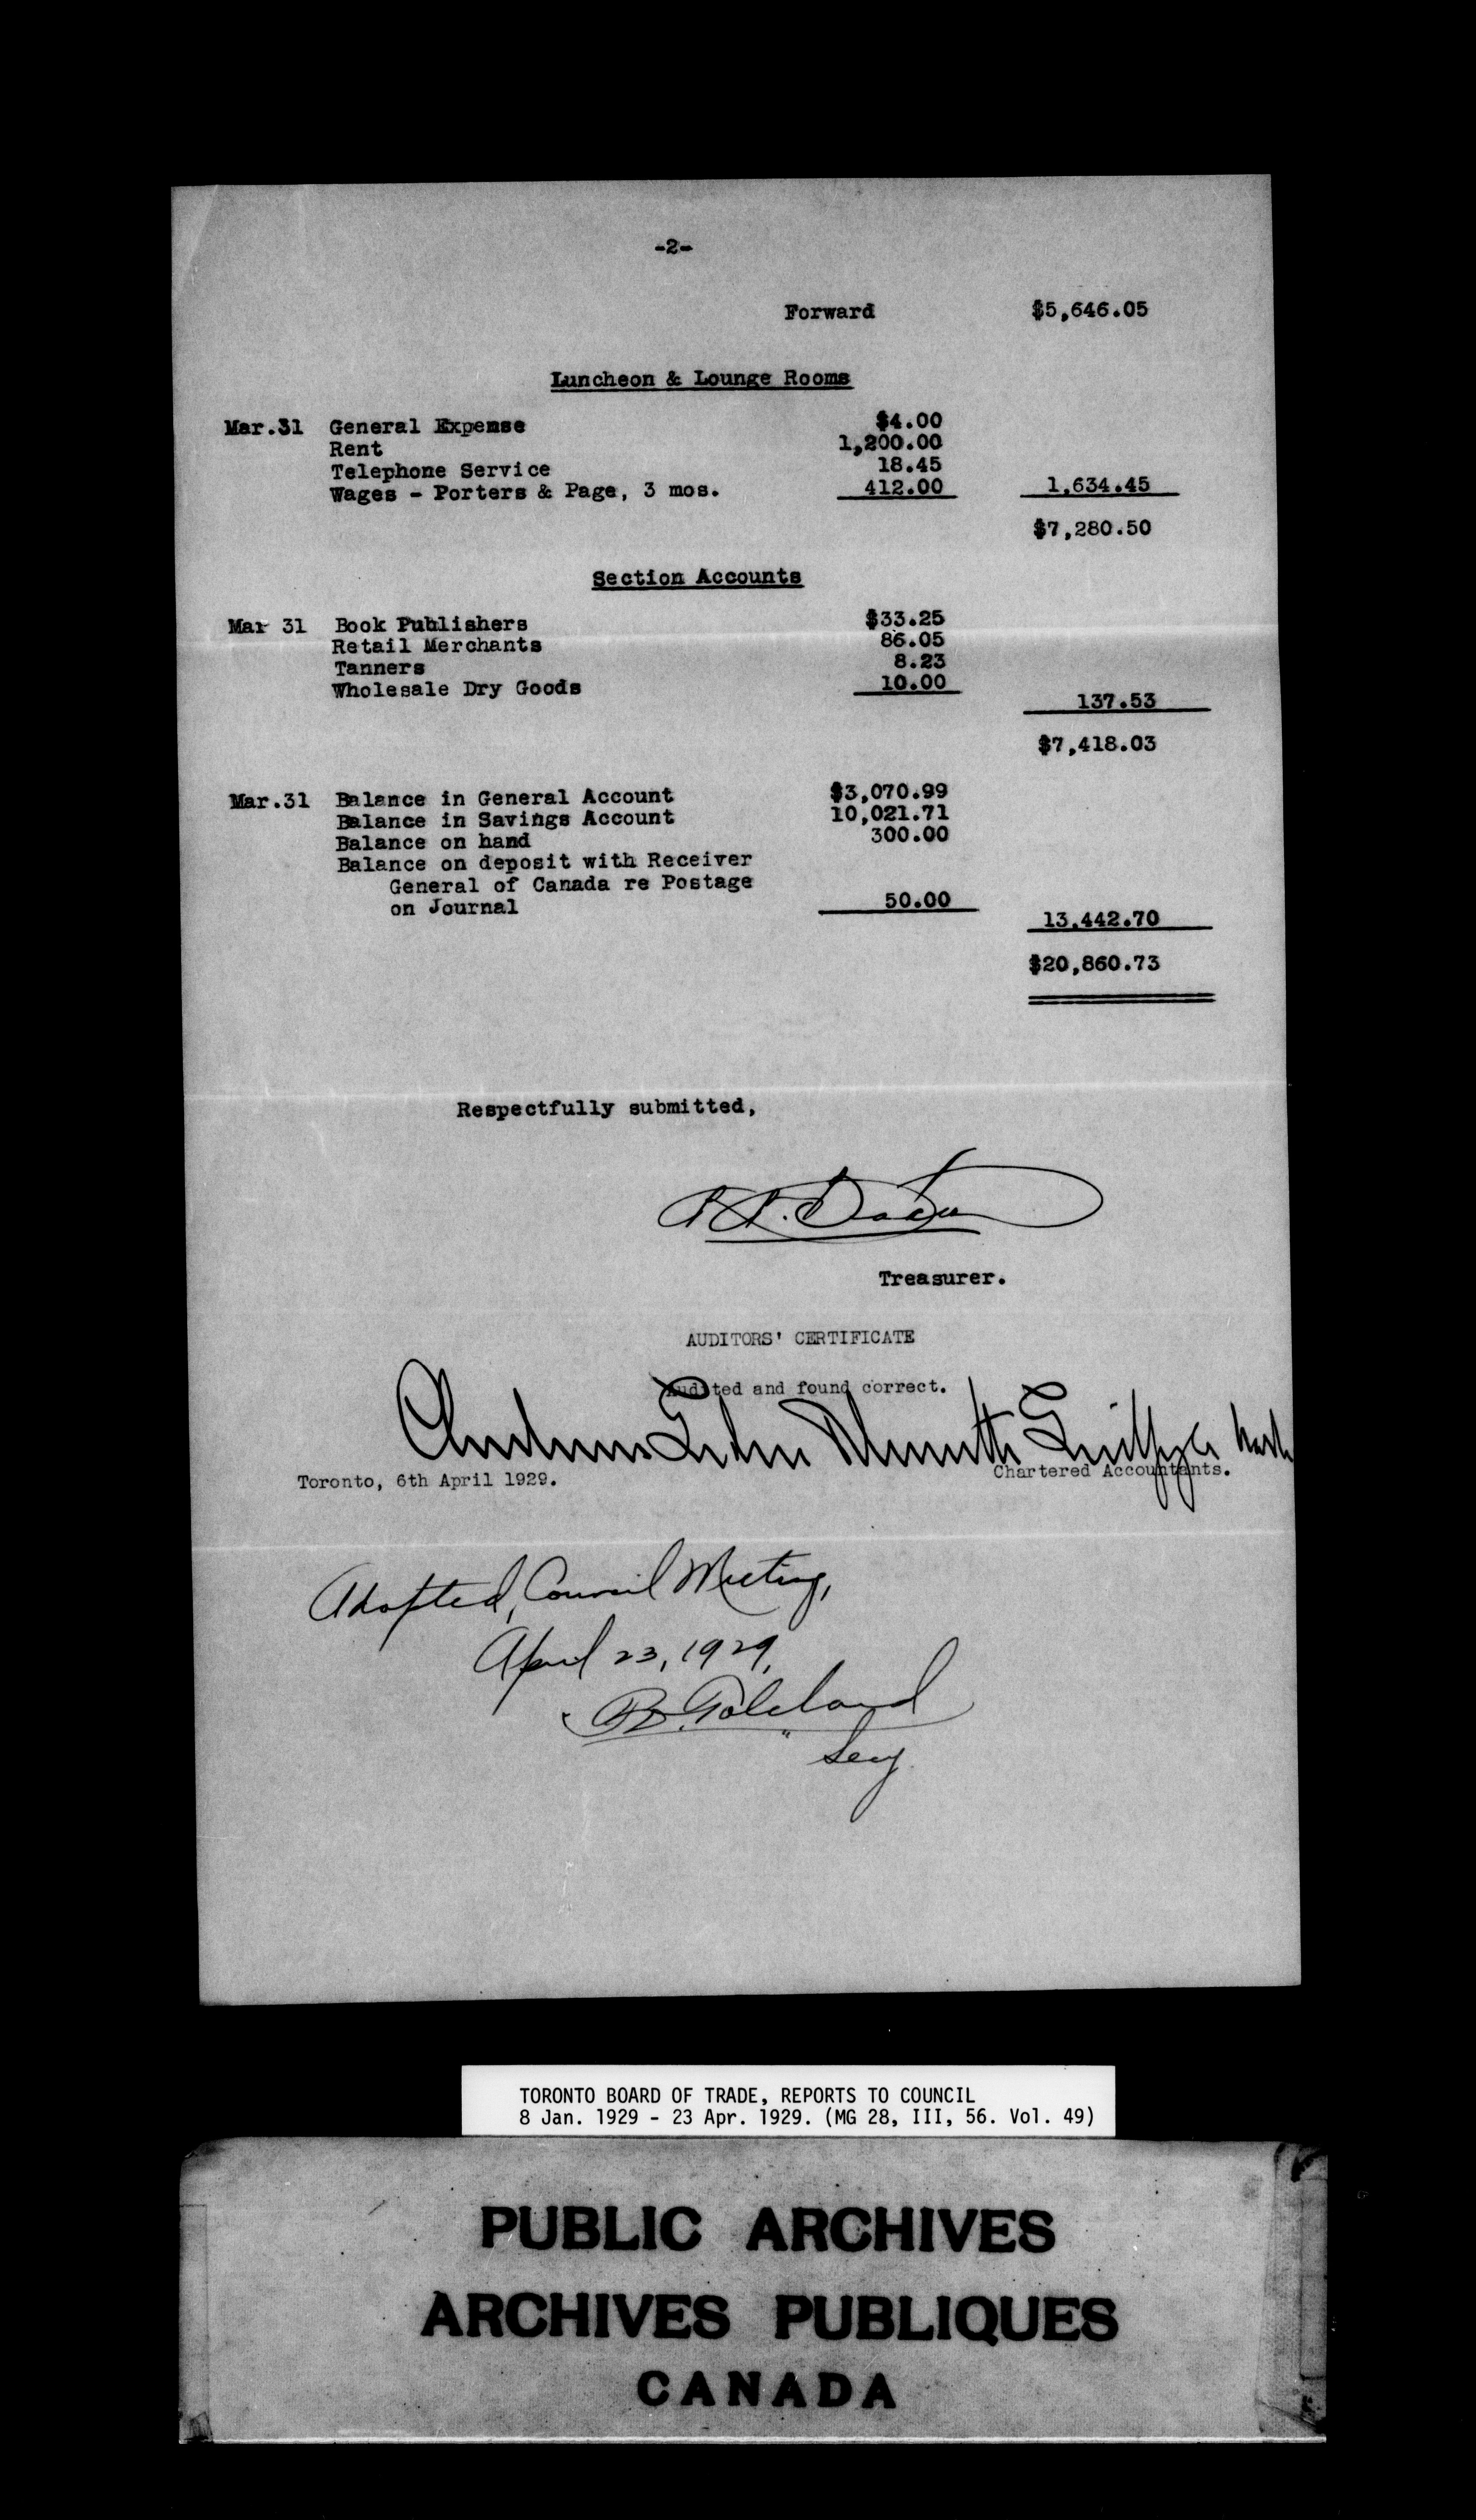 -2-
Forward $5,646.05
Luncheon & Lounge Rooms
Mar.31 General Expense $4.00
Rent 1,200.00
Telephone Service 18.45
Wages - Porters & Page, 3 mos. 412.00 1,634.45
$7,280.50
Section Accounts
Mar 31 Book Publishers $33.25
Retail Merchants 86.05
Tanners 8.23
Wholesale Dry Goods 10.00
137.53
$7,418.03
Mar.31 Balance in General Account $3,070.99
Balance in Savings Account 10,021.71
Balance on hand 300.00
Balance on deposit with Receiver
General of Canada re Postage
on Journal 50.00
13,442.70
$20,860.73
Respectfully submitted,
Treasurer.
AUDITORS' CERTIFICATE
Audited and found correct.
Chartered Accountants.
Toronto, 6th April 1929.
Adopted, Council Meeting,
April 23, 1929,
Secy.
TORONTO BOARD OF TRADE, REPORTS TO COUNCIL
8 Jan. 1929 - 23 Apr. 1929. (MG 28, III, 56. Vol. 49)
PUBLIC ARCHIVES
ARCHIVES PUBLIQUES
CANADA